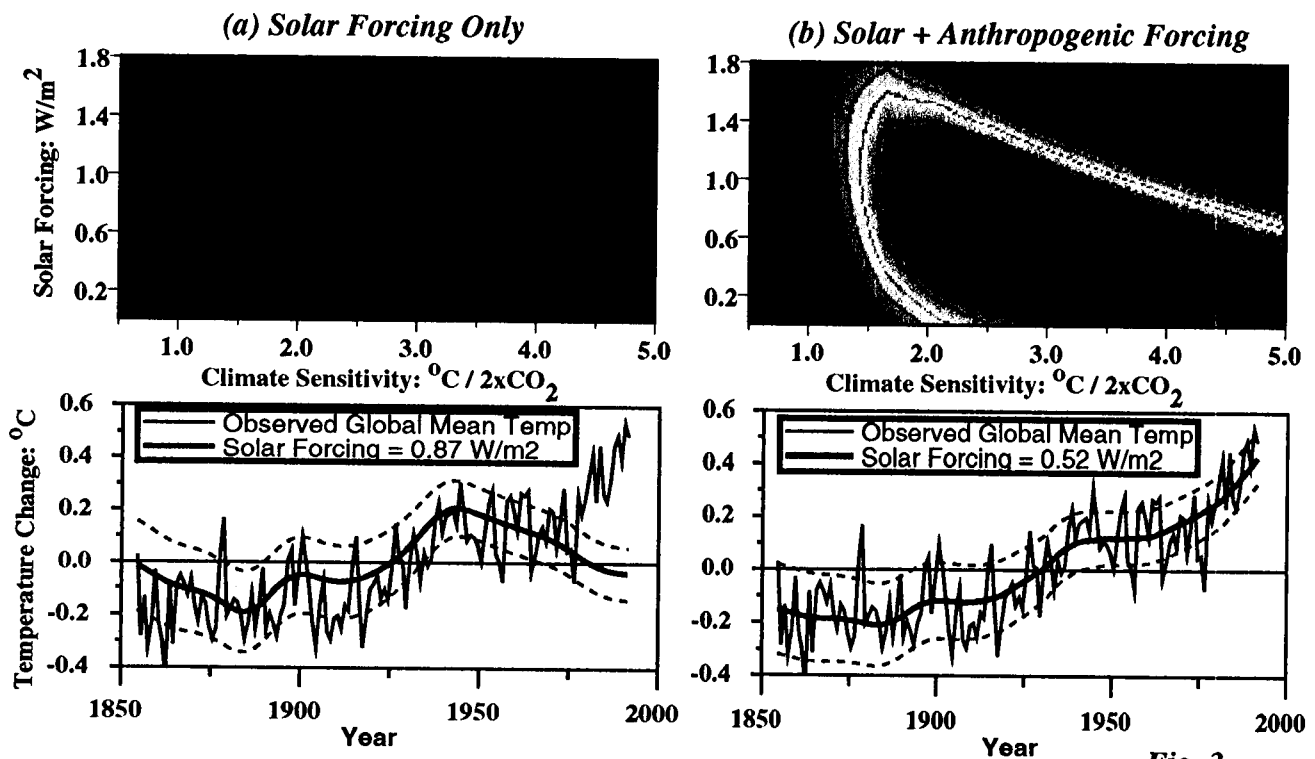 (a) Solar Forcing Only
Solar Forcing: W/m2
1.8
1.4
1.0
0.6
0.2
1.0 2.0 3.0 4.0 5.0
Climate Sensitivity: oC / 2xCO2
(b) Solar + Anthropogenic Forcing
1.8
1.4
1.0
0.6
0.2
1.0 2.0 3.0 4.0 5.0
Climate Sensitivity: oC / 2xCO2
Temperature Change: oC
0.6
0.4
0.2
0.0
-0.2
-0.4
Observed Global Mean Temp
Solar Forcing = 0.87 W/m2
1850 1900 1950 2000
Year
0.6
0.4
0.2
0.0
-0.2
-0.4
Observed Global Mean Temp
Solar Forcing = 0.52 W/m2
1850 1900 1950 2000
Year